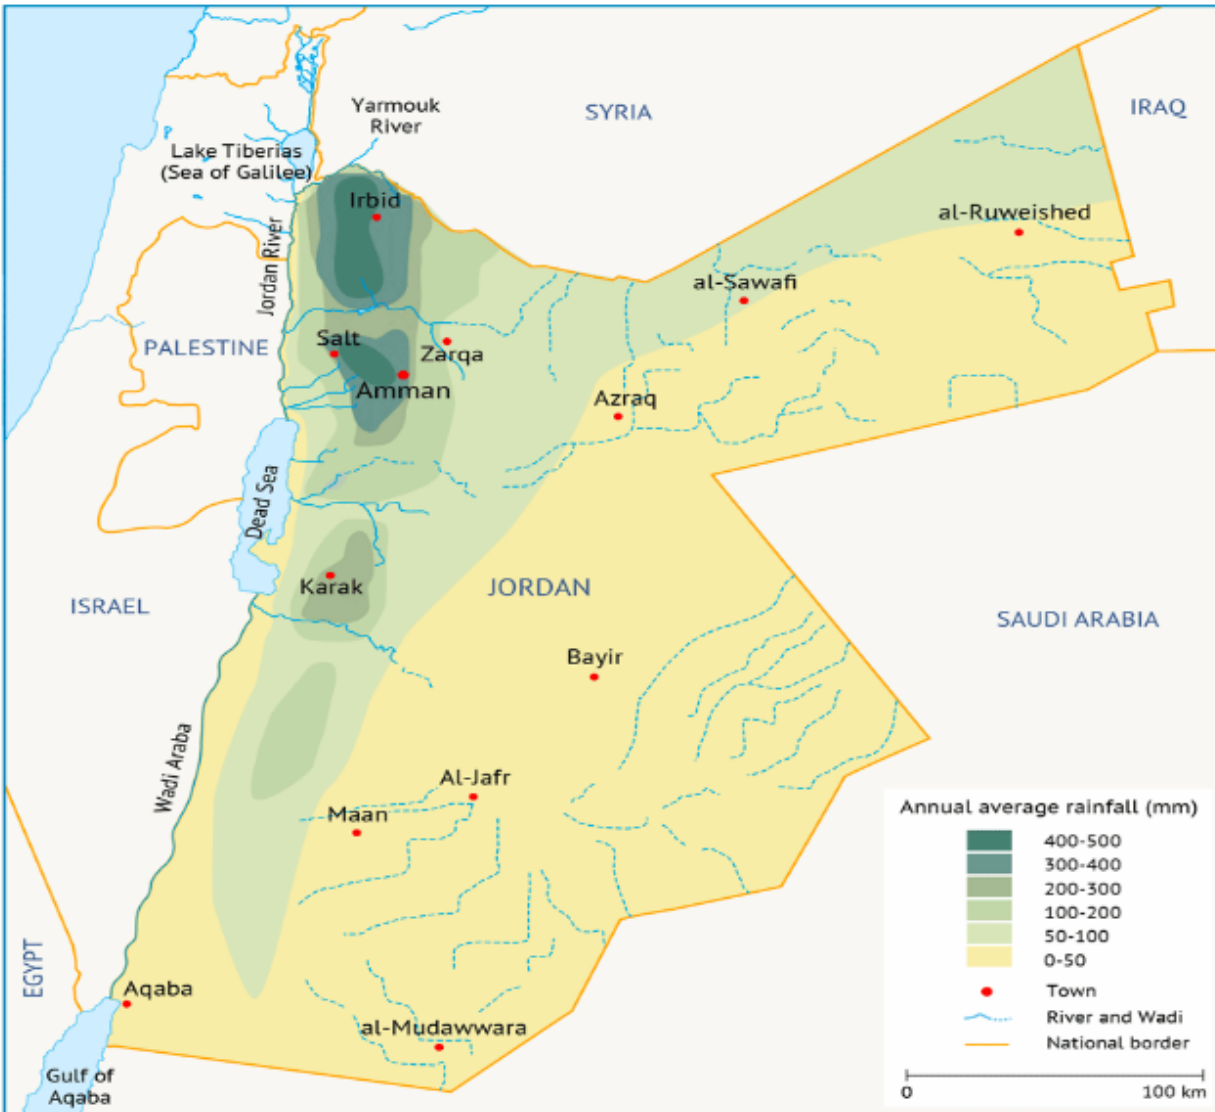 Yarmouk
River
SYRIA
IRAQ
Lake Tiberias
(Sea of Galilee)
Irbid
al-Ruweished
Jordan River
al-Sawafi
Salt
PALESTINE
Zarqa
Amman
Azraq
Dead Sea
Karak
JORDAN
ISRAEL
SAUDI ARABIA
Bayir
Wadi Araba
Al-Jafr
Maan
EGYPT
Aqaba
al-Mudawwara
Gulf of
Aqaba
Annual average rainfall (mm)
400-500
300-400
200-300
100-200
50-100
0-50
Town
River and Wadi
National border
0 100 km